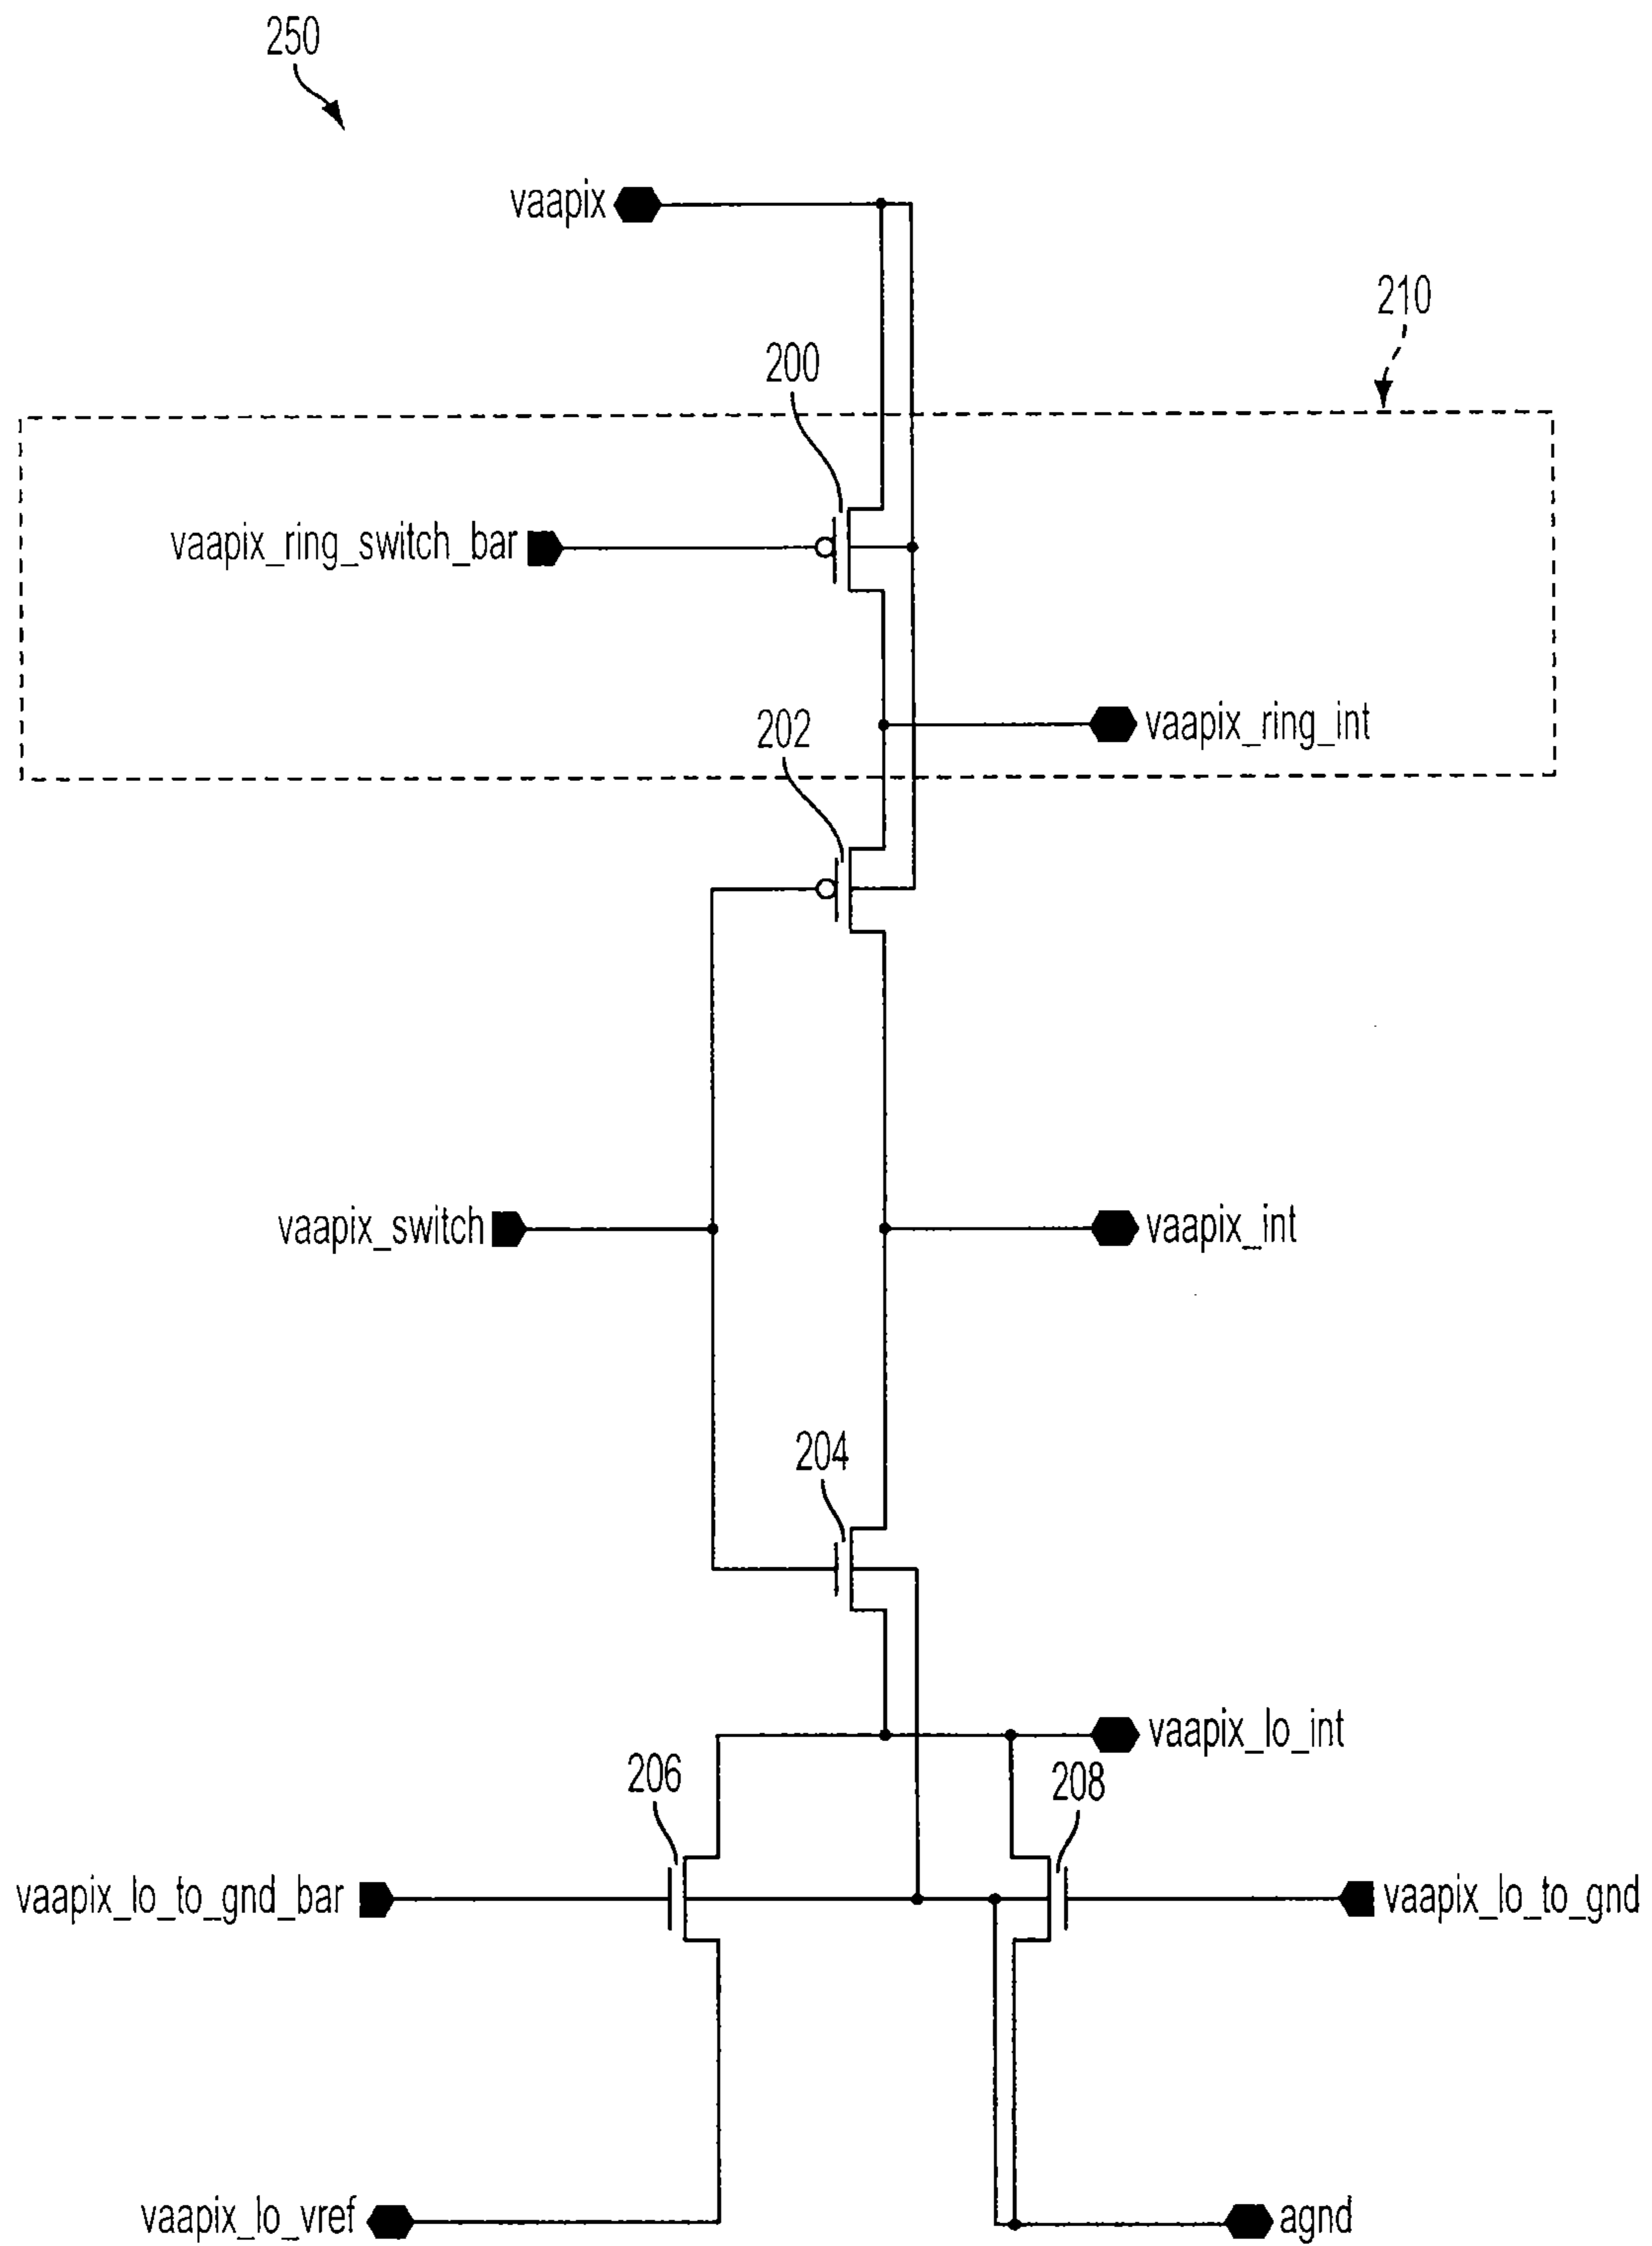 250
vaapix
210
200
vaapix_ring_switch_bar
vaapix_ring_int
202
vaapix_switch
vaapix_int
204
vaapix_lo_int
206
208
vaapix_lo_to_gnd_bar
vaapix_lo_to_gnd
vaapix_lo_vref
agnd